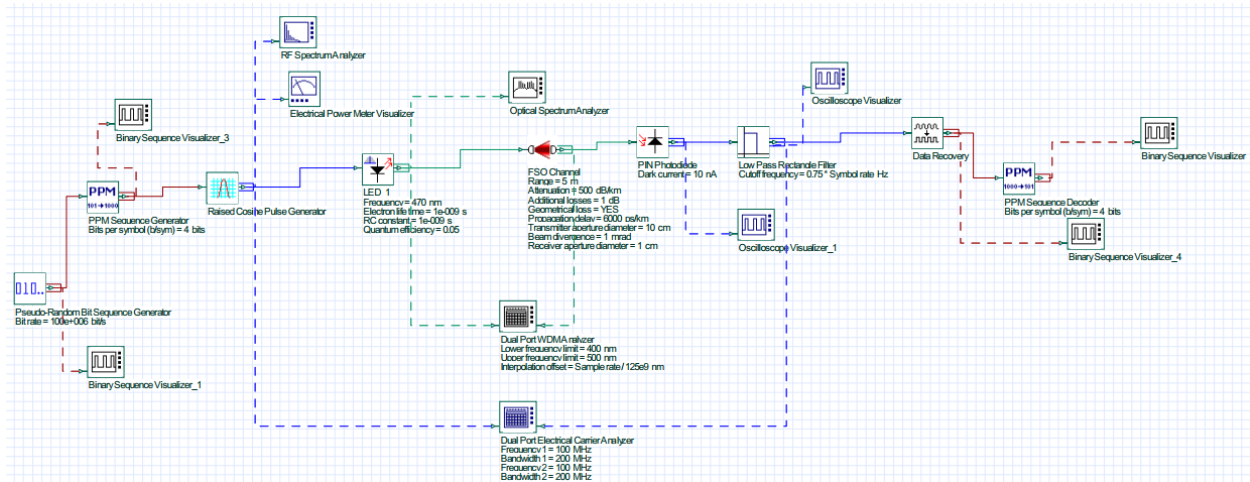 RF SpectrumAnalyzer
Electrical Power Meter Visualizer
Optical SpectrumAnalyzer
Oscilloscope Visualizer
Binary Sequence Visualizer_3
PPM
101→1000
PPM Sequence Generator
Bits per symbol (b/sym) = 4 bits
Raised Cosine Pulse Generator
LED_1
Frequency = 470 nm
Electron life time = 1e-009 s
RC constant = 1e-009 s
Quantum efficiency = 0.05
FSO Channel
Range = 5 m
Attenuation = 500 dB/km
Additional losses = 1 dB
Geometrical loss = YES
Propagation delay = 6000 ps/km
Transmitter aperture diameter = 10 cm
Beam divergence = 1 mrad
Receiver aperture diameter = 1 cm
PIN Photodiode
Dark current = 10 nA
Low Pass Rectangle Filter
Cutoff frequency = 0.75 * Symbol rate Hz
Data Recovery
Binary Sequence Visualizer
PPM
1000→101
PPM Sequence Decoder
Bits per symbol (b/sym) = 4 bits
Oscilloscope Visualizer_1
Binary Sequence Visualizer_4
010..
Pseudo-Random Bit Sequence Generator
Bit rate = 100e+006 bit/s
Binary Sequence Visualizer_1
Dual Port WDM Analyzer
Lower frequency limit = 400 nm
Upper frequency limit = 500 nm
Interpolation offset = Sample rate / 125e9 nm
Dual Port Electrical Carrier Analyzer
Frequency 1 = 100 MHz
Bandwidth 1 = 200 MHz
Frequency 2 = 100 MHz
Bandwidth 2 = 200 MHz